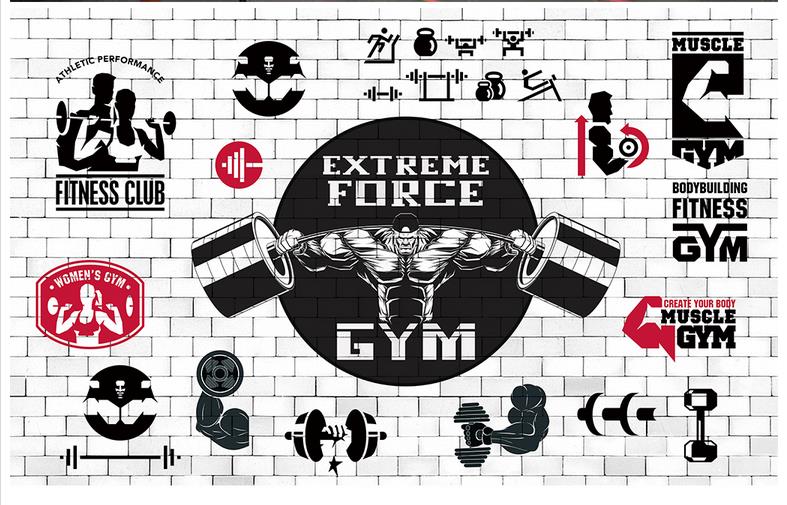 ATHLETIC PERFORMANCE
FITNESS CLUB
MUSCLE
GYM
EXTREME
FORCE
GYM
BODYBUILDING
FITNESS
GYM
WOMEN'S GYM
CREATE YOUR BODY
MUSCLE
GYM